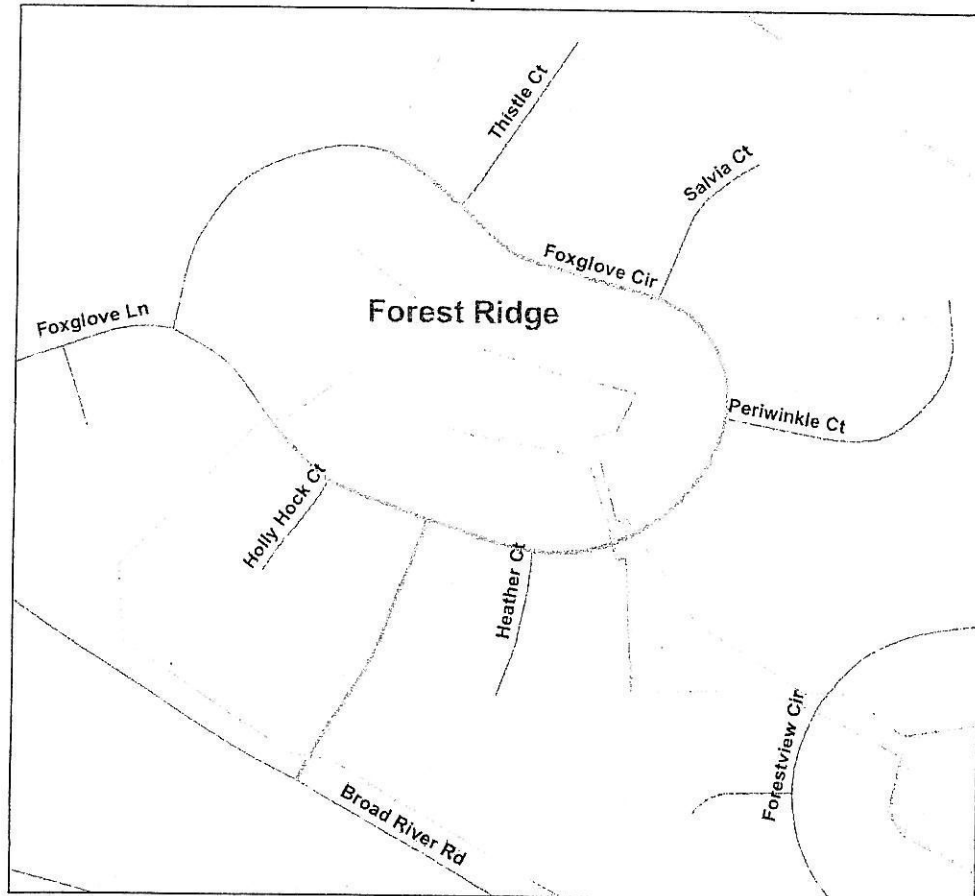 Thistle Ct
Salvia Ct
Foxglove Cir
Foxglove Ln
Forest Ridge
Periwinkle Ct
Holly Hock Ct
Heather Ct
Forestview Cir
Broad River Rd